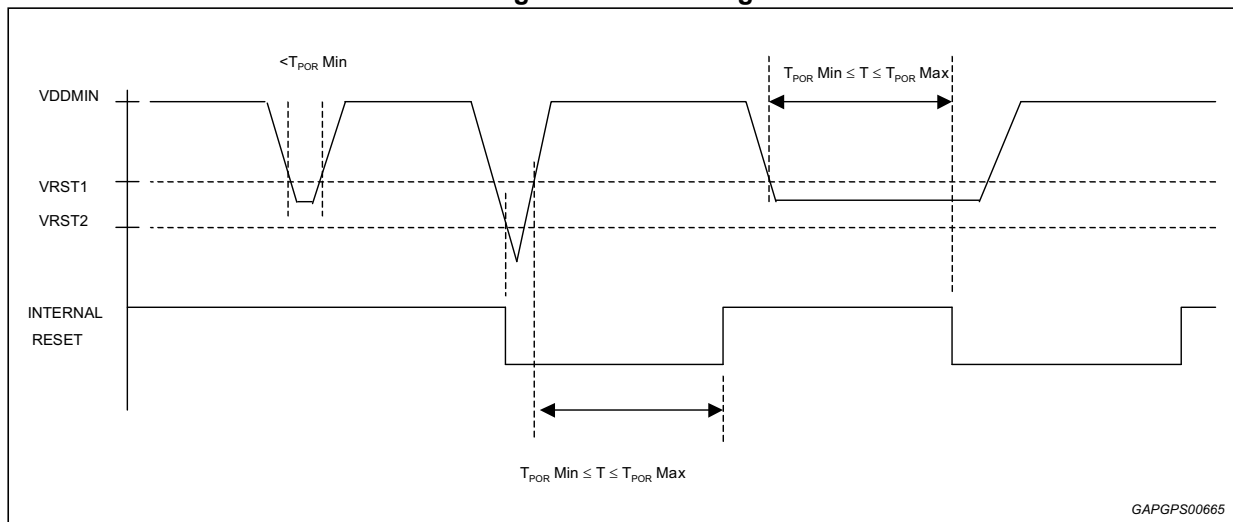 <T_POR Min
T_POR Min ≤ T ≤ T_POR Max
VDDMIN
VRST1
VRST2
INTERNAL
RESET
T_POR Min ≤ T ≤ T_POR Max
GAPGPS00665